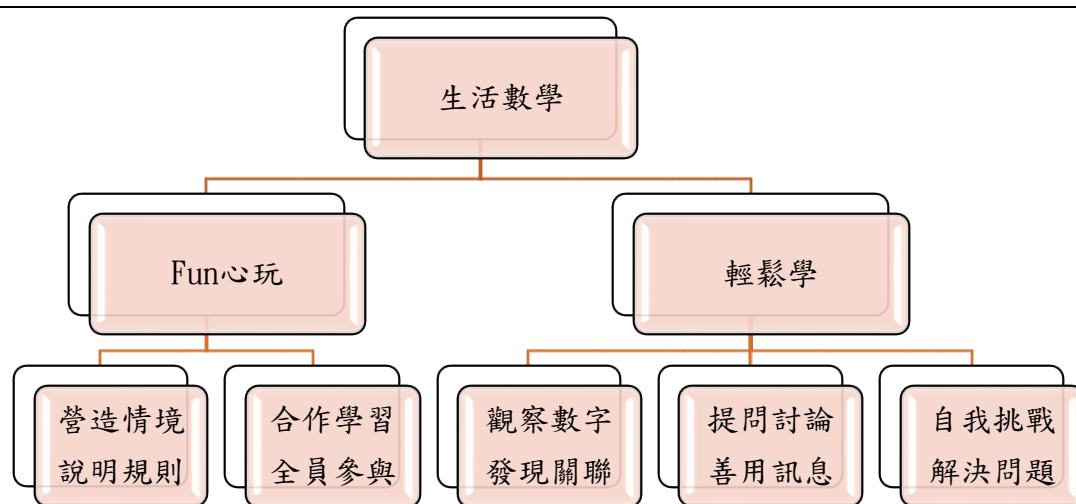 生活數學
Fun心玩
輕鬆學
營造情境
說明規則
合作學習
全員參與
觀察數字
發現關聯
提問討論
善用訊息
自我挑戰
解決問題